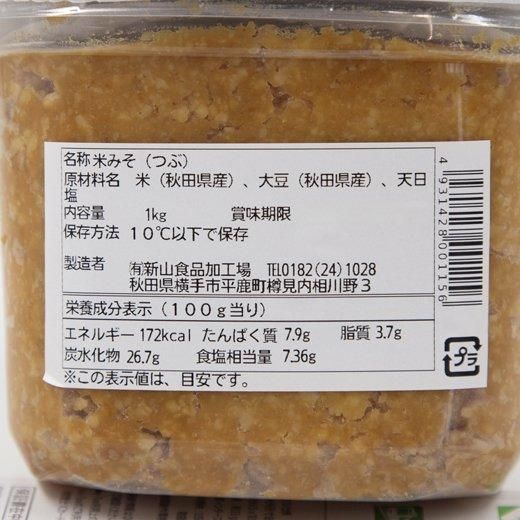 名称 米みそ（つぶ）
原材料名　米（秋田県産）、大豆（秋田県産）、天日
塩
内容量　1kg　賞味期限
保存方法　10℃以下で保存
製造者　㈲新山食品加工場　℡0182(24)1028
秋田県横手市平鹿町樽見内相川野3
栄養成分表示（100g当り）
エネルギー 172kcal たんぱく質 7.9g　脂質 3.7g
炭水化物 26.7g　食塩相当量 7.36g
※この表示値は、目安です。
4931428001156
プラ